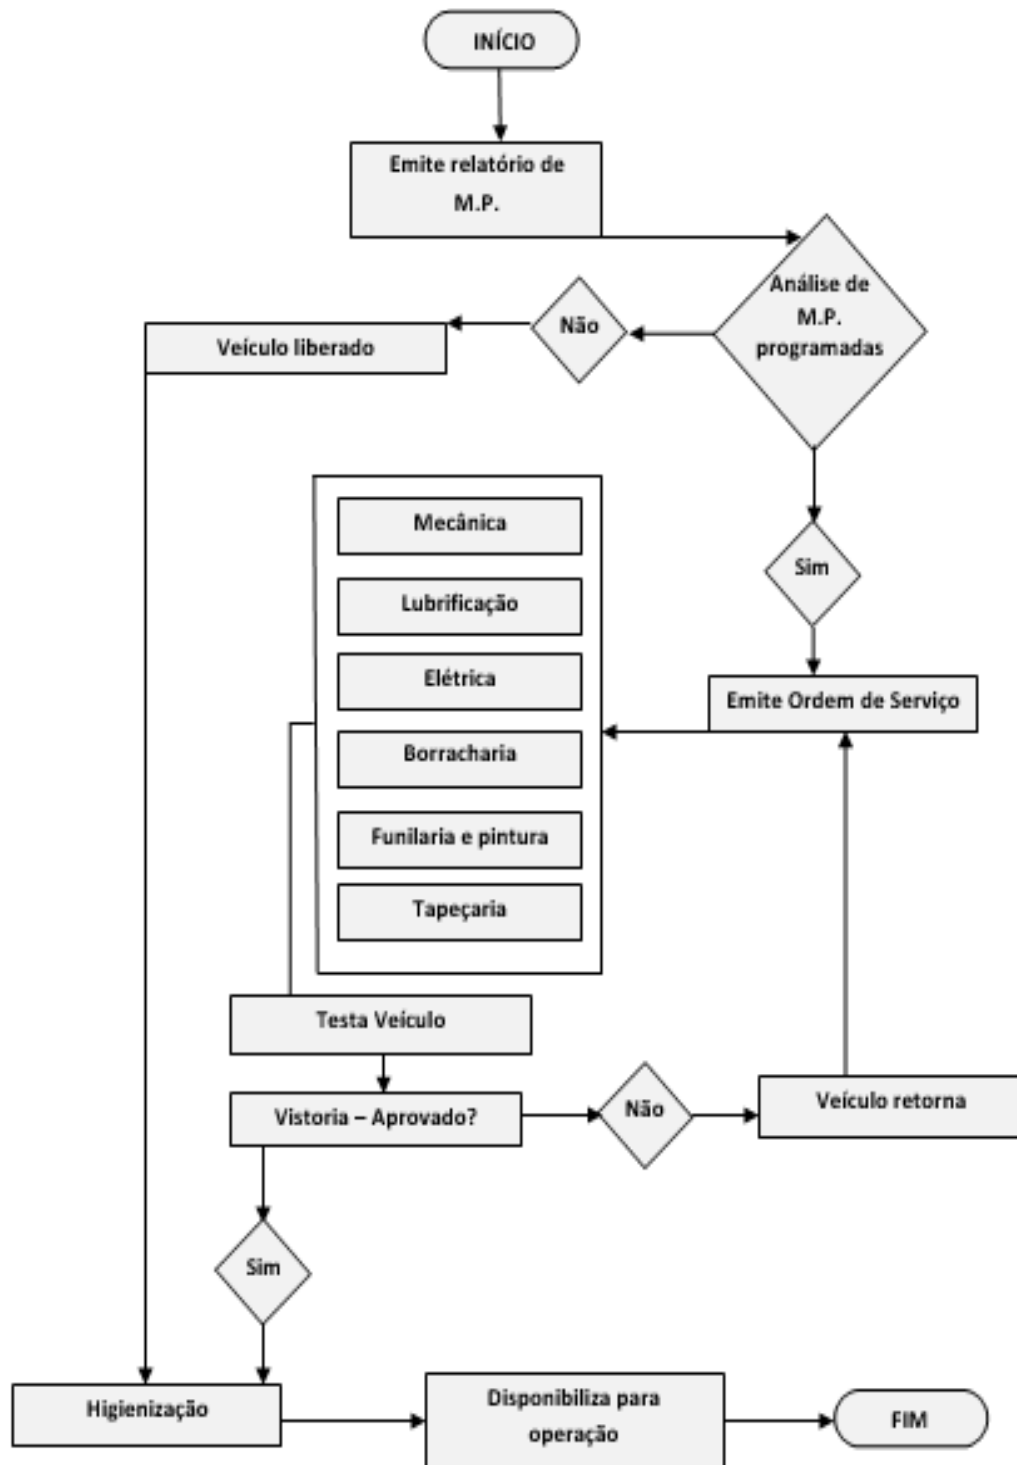 INÍCIO
Emite relatório de
M.P.
Análise de
M.P.
programadas
Não
Veículo liberado
Sim
Emite Ordem de Serviço
Mecânica
Lubrificação
Elétrica
Borracharia
Funilaria e pintura
Tapeçaria
Testa Veículo
Vistoria – Aprovado?
Não
Veículo retorna
Sim
Higienização
Disponibiliza para
operação
FIM